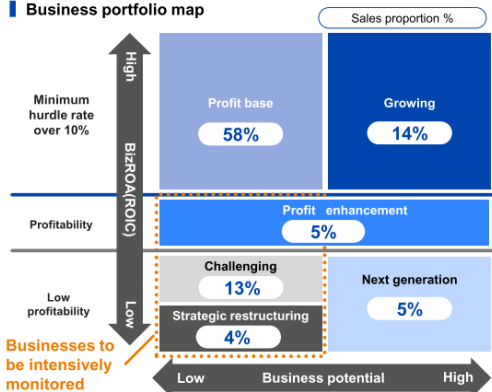 Business portfolio map
Sales proportion %
High
BizROA(ROIC)
Low
Minimum
hurdle rate
over 10%
Profit base
58%
Growing
14%
Profitability
Profit enhancement
5%
Low
profitability
Challenging
13%
Strategic restructuring
4%
Next generation
5%
Businesses to
be intensively
monitored
Low Business potential High